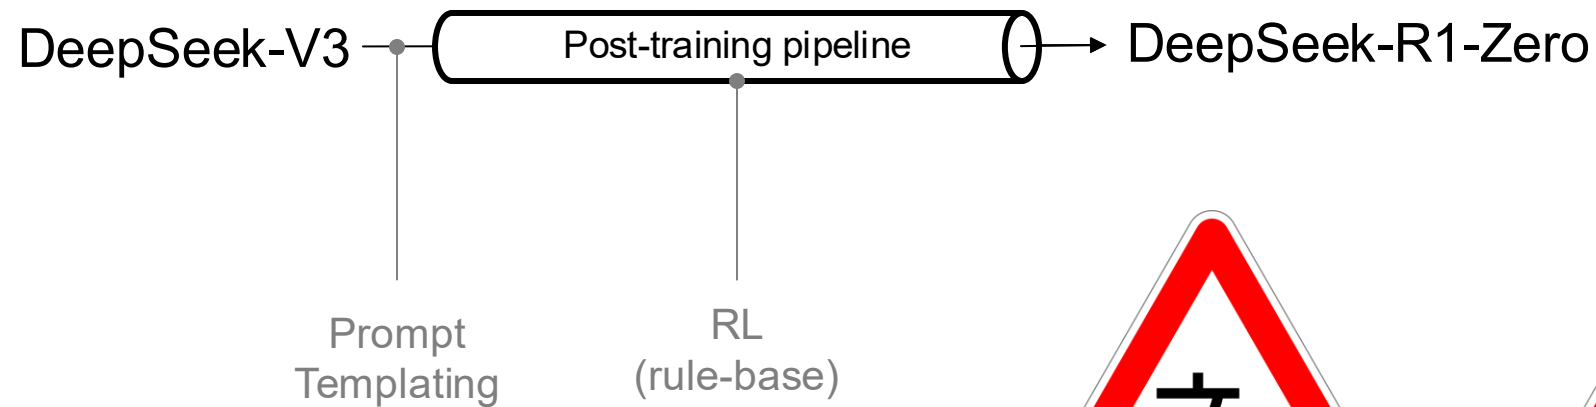 DeepSeek-V3
Post-training pipeline
DeepSeek-R1-Zero
Prompt
Templating
RL
(rule-base)